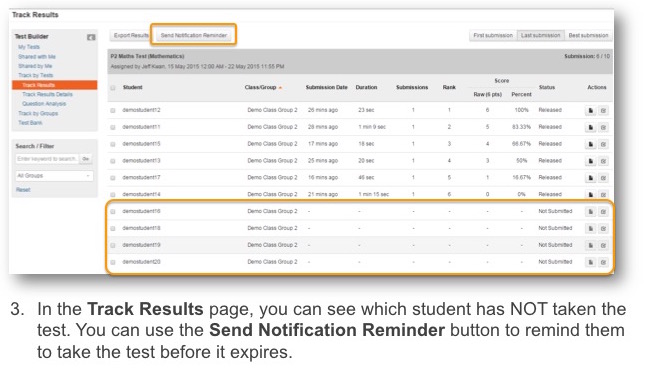 Track Results
Test Builder
My Tests
Shared with Me
Shared by Me
Track by Tests
Track Results
Track Results Details
Question Analysis
Track by Groups
Test Bank
Search / Filter
Enter keyword to search Go
All Groups
Reset
Export Results Send Notification Reminder First submission Last submission Best submission
P2 Maths Test (Mathematics) Submission: 6 / 10
Assigned by Jeff Kwan, 15 May 2015 12:00 AM - 22 May 2015 11:55 PM
Score
Student Class/Group Submission Date Duration Submissions Rank Raw (6 pts) Percent Status Actions
demostudent12 Demo Class Group 2 26 mins ago 23 sec 1 1 6 100% Released
demostudent11 Demo Class Group 2 28 mins ago 1 min 9 sec 1 2 5 83.33% Released
demostudent15 Demo Class Group 2 17 mins ago 18 sec 1 3 4 66.67% Released
demostudent13 Demo Class Group 2 25 mins ago 20 sec 1 4 3 50% Released
demostudent17 Demo Class Group 2 16 mins ago 46 sec 1 5 1 16.67% Released
demostudent14 Demo Class Group 2 21 mins ago 1 min 15 sec 1 6 0 0% Released
demostudent16 Demo Class Group 2 - - - - - - Not Submitted
demostudent18 Demo Class Group 2 - - - - - - Not Submitted
demostudent19 Demo Class Group 2 - - - - - - Not Submitted
demostudent20 Demo Class Group 2 - - - - - - Not Submitted
3. In the Track Results page, you can see which student has NOT taken the
test. You can use the Send Notification Reminder button to remind them
to take the test before it expires.